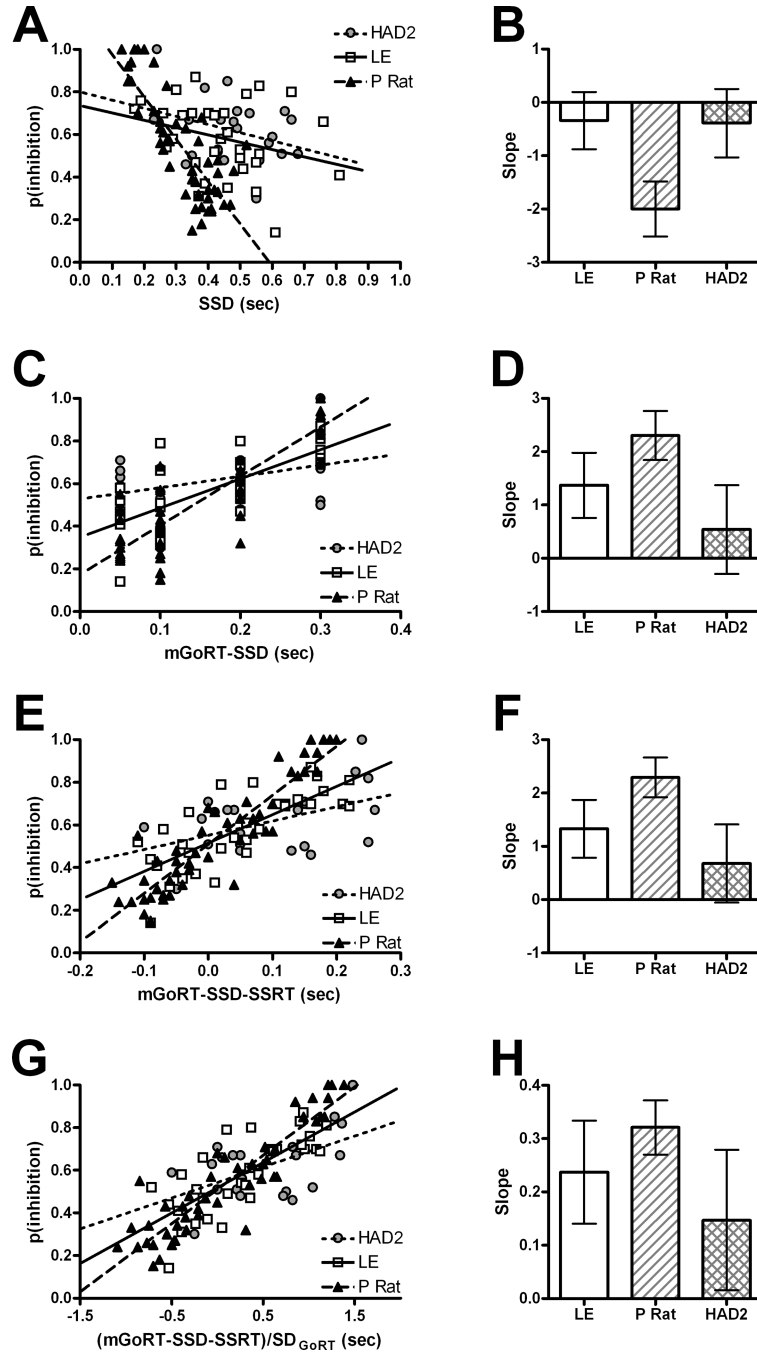 A
HAD2
LE
P Rat
p(inhibition)
1.0
0.8
0.6
0.4
0.2
0.0
0.0 0.1 0.2 0.3 0.4 0.5 0.6 0.7 0.8 0.9 1.0
SSD (sec)
B
Slope
1
0
-1
-2
-3
LE P Rat HAD2
C
p(inhibition)
1.0
0.8
0.6
0.4
0.2
0.0
HAD2
LE
P Rat
0.0 0.1 0.2 0.3 0.4
mGoRT-SSD (sec)
D
Slope
3
2
1
0
-1
LE P Rat HAD2
E
p(inhibition)
1.0
0.8
0.6
0.4
0.2
0.0
HAD2
LE
P Rat
-0.2 -0.1 0.0 0.1 0.2 0.3
mGoRT-SSD-SSRT (sec)
F
Slope
3
2
1
0
-1
LE P Rat HAD2
G
p(inhibition)
1.0
0.8
0.6
0.4
0.2
0.0
HAD2
LE
P Rat
-1.5 -0.5 0.5 1.5
(mGoRT-SSD-SSRT)/SDGoRT (sec)
H
Slope
0.4
0.3
0.2
0.1
0.0
LE P Rat HAD2